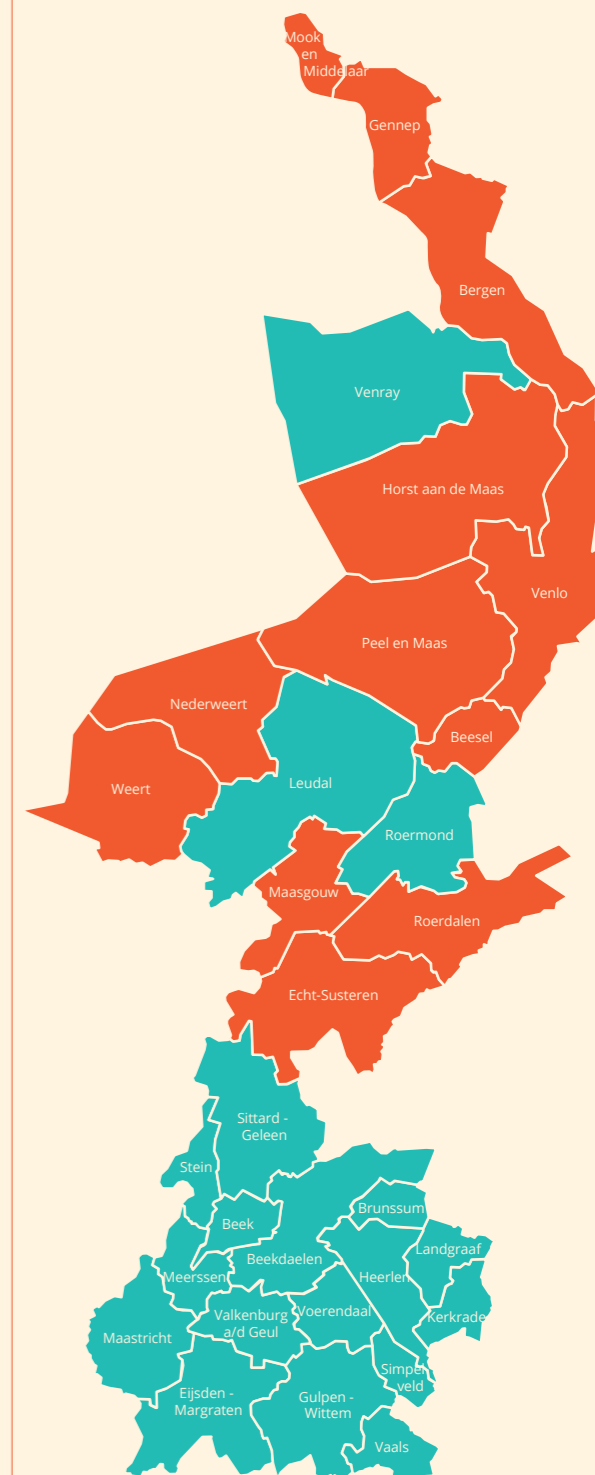 Mook
en
Middelaar
Gennep
Bergen
Venray
Horst aan de Maas
Venlo
Peel en Maas
Nederweert
Beesel
Weert
Leudal
Roermond
Maasgouw
Roerdalen
Echt-Susteren
Sittard -
Geleen
Stein
Brunssum
Beek
Landgraaf
Beekdaelen
Meerssen
Heerlen
Valkenburg
a/d Geul
Voerendaal
Kerkrade
Maastricht
Simpel
veld
Eijsden -
Margraten
Gulpen -
Wittem
Vaals